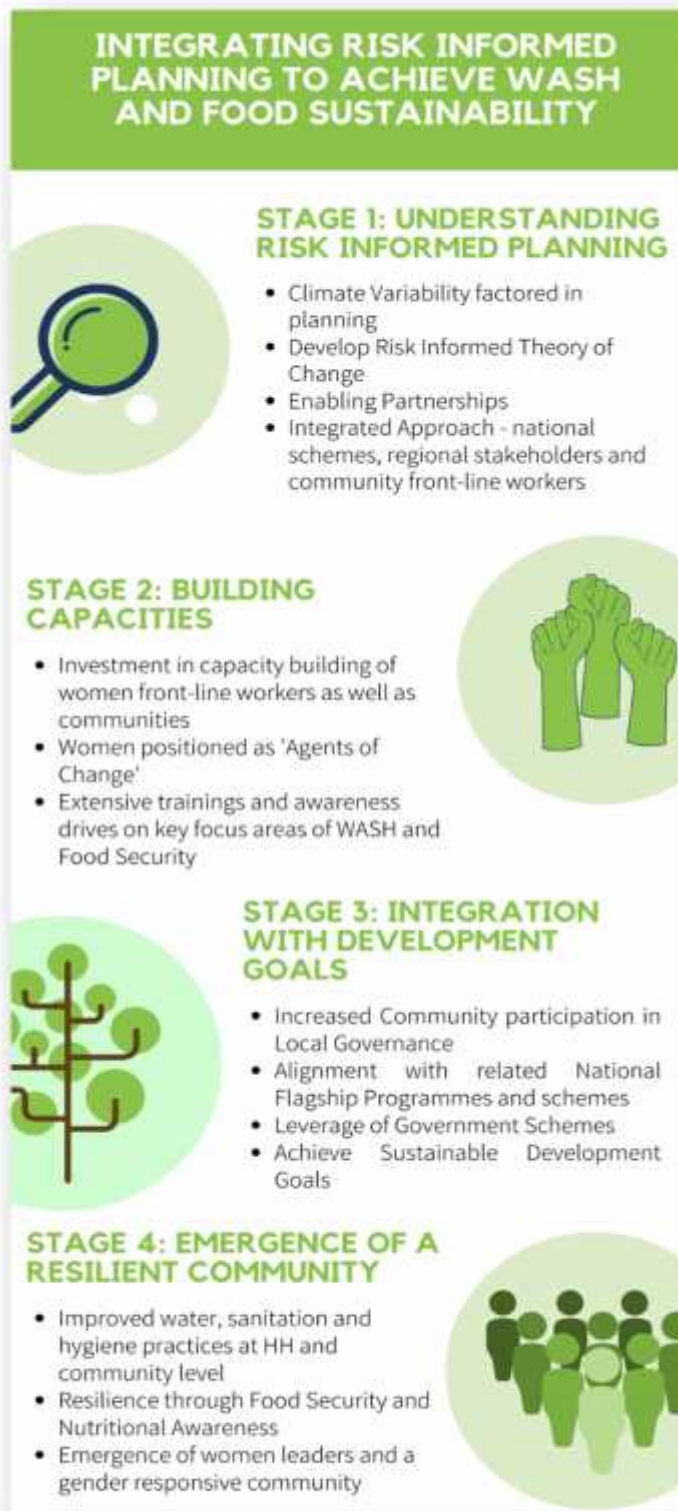 INTEGRATING RISK INFORMED
PLANNING TO ACHIEVE WASH
AND FOOD SUSTAINABILITY
STAGE 1: UNDERSTANDING
RISK INFORMED PLANNING
• Climate Variability factored in
planning
• Develop Risk Informed Theory of
Change
• Enabling Partnerships
• Integrated Approach - national
schemes, regional stakeholders and
community front-line workers
STAGE 2: BUILDING
CAPACITIES
• Investment in capacity building of
women front-line workers as well as
communities
• Women positioned as 'Agents of
Change'
• Extensive trainings and awareness
drives on key focus areas of WASH and
Food Security
STAGE 3: INTEGRATION
WITH DEVELOPMENT
GOALS
• Increased Community participation in
Local Governance
• Alignment with related National
Flagship Programmes and schemes
• Leverage of Government Schemes
• Achieve Sustainable Development
Goals
STAGE 4: EMERGENCE OF A
RESILIENT COMMUNITY
• Improved water, sanitation and
hygiene practices at HH and
community level
• Resilience through Food Security and
Nutritional Awareness
• Emergence of women leaders and a
gender responsive community